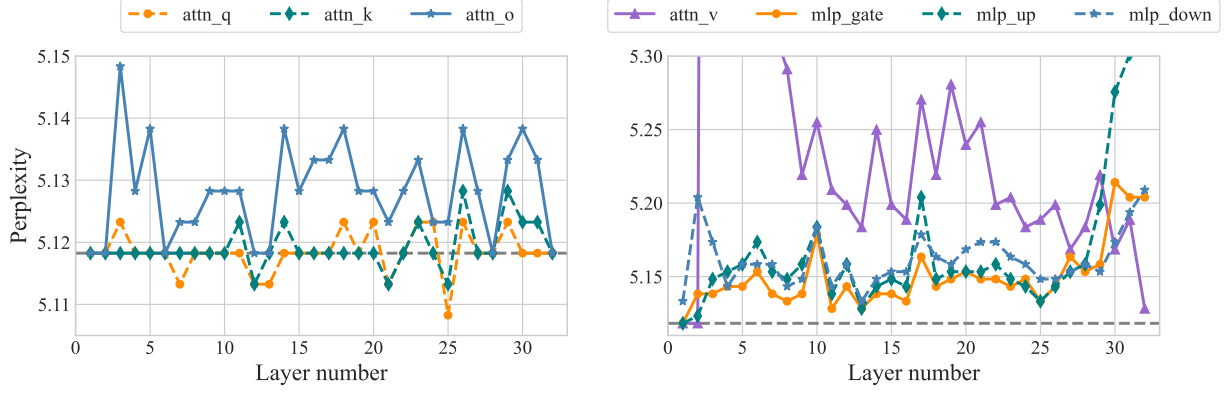 attn_q attn_k attn_o
5.15
5.14
5.13
5.12
5.11
Perplexity
0 5 10 15 20 25 30
Layer number
attn_v mlp_gate mlp_up mlp_down
5.30
5.25
5.20
5.15
0 5 10 15 20 25 30
Layer number